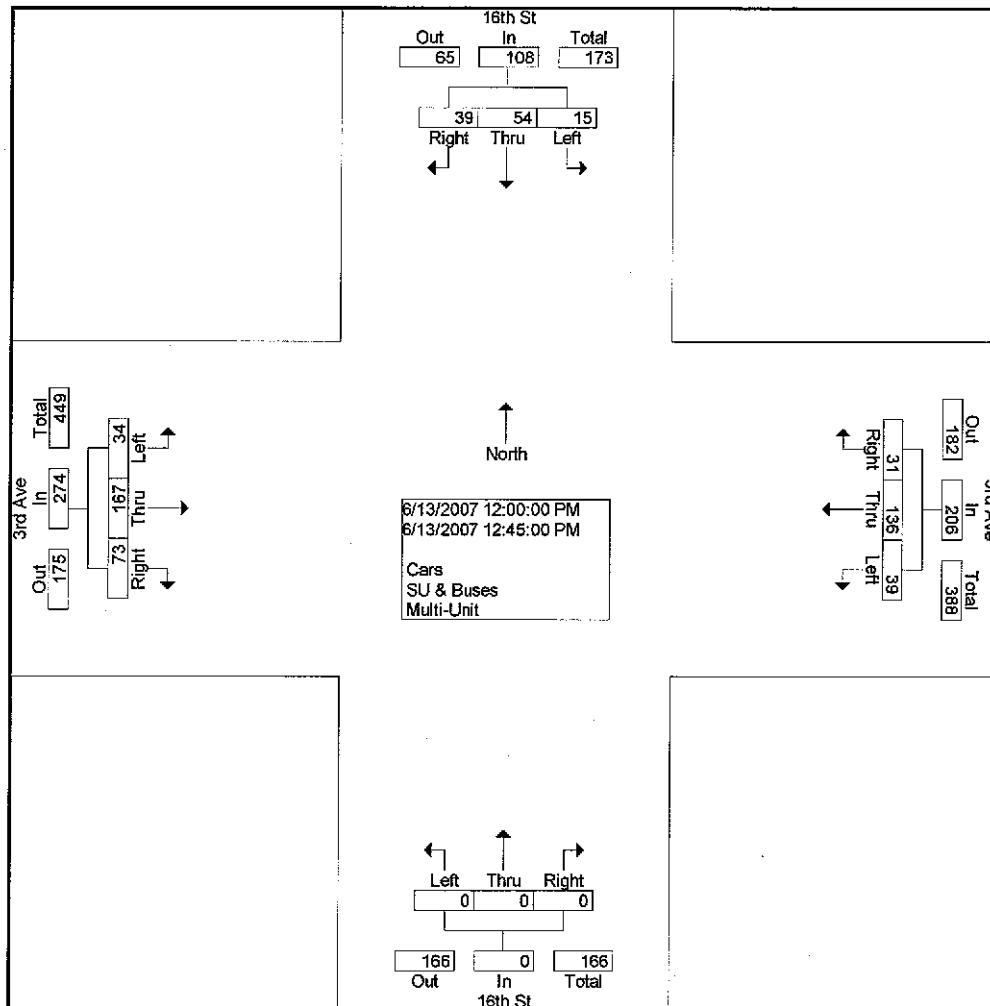 16th St
Out In Total
65 108 173
39 54 15
Right Thru Left
Total 449
In 274
Out 175
3rd Ave
34 Left
167 Thru
73 Right
North
6/13/2007 12:00:00 PM
6/13/2007 12:45:00 PM
Cars
SU & Buses
Multi-Unit
Right 31
Thru 136
Left 39
Out 182
In 206
Total 388
3rd Ave
Left Thru Right
0 0 0
166 0 166
Out In Total
16th St